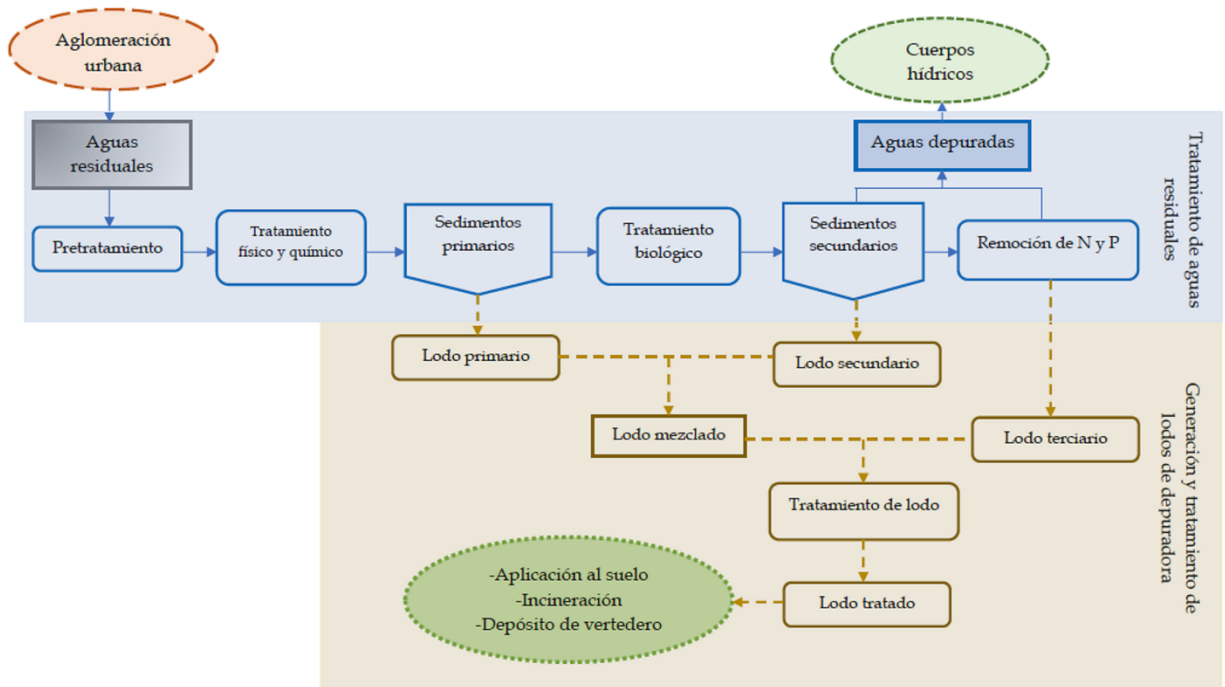 Aglomeración
urbana
Cuerpos
hídricos
Aguas
residuales
Aguas depuradas
Tratamiento de aguas
residuales
Pretratamiento
Tratamiento
físico y químico
Sedimentos
primarios
Tratamiento
biológico
Sedimentos
secundarios
Remoción de N y P
Lodo primario
Lodo secundario
Lodo mezclado
Lodo terciario
Generación y tratamiento de
lodos de depuradora
Tratamiento de lodo
-Aplicación al suelo
-Incineración
-Depósito de vertedero
Lodo tratado